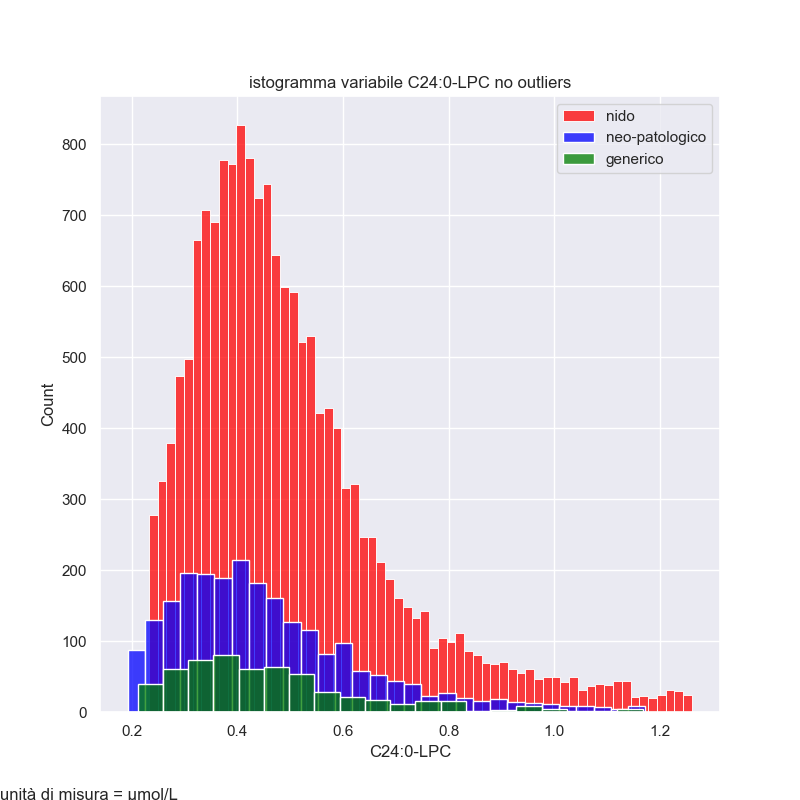 istogramma variabile C24:0-LPC no outliers
nido
neo-patologico
generico
800
700
600
500
400
300
200
100
0
Count
0.2 0.4 0.6 0.8 1.0 1.2
C24:0-LPC
unità di misura = μmol/L